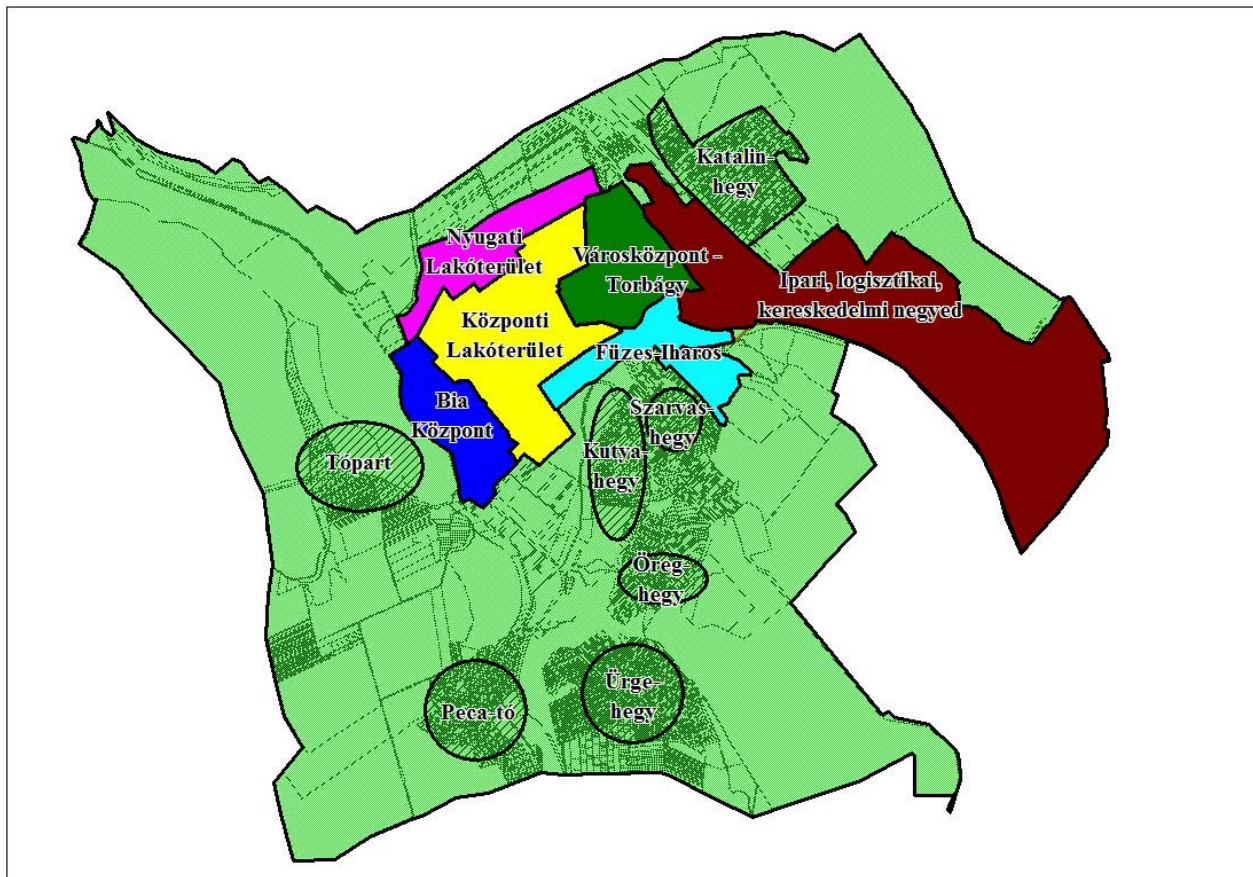 Katalin-
hegy
Nyugati
Lakóterület
Városközpont -
Torbágy
Ipari, logisztikai,
kereskedelmi negyed
Központi
Lakóterület
Füzes-Iharos
Bia
Központ
Szarvas-
hegy
Kutya-
hegy
Tópart
Öreg-
hegy
Ürge-
hegy
Peca-tó